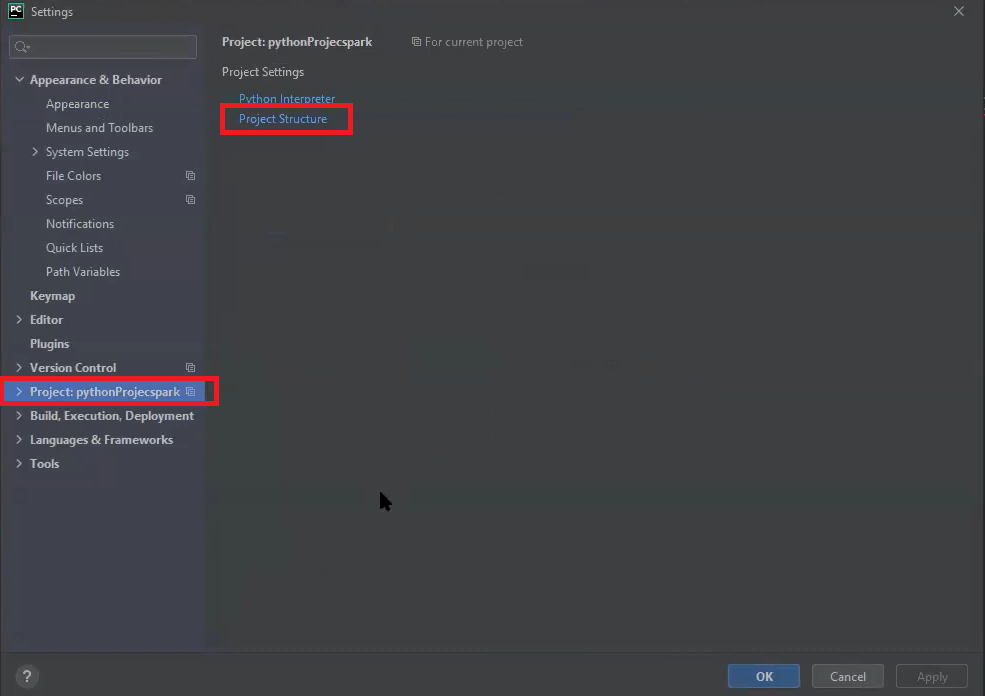 PC Settings
Appearance & Behavior
Appearance
Menus and Toolbars
System Settings
File Colors
Scopes
Notifications
Quick Lists
Path Variables
Keymap
Editor
Plugins
Version Control
Project: pythonProjecspark
Build, Execution, Deployment
Languages & Frameworks
Tools
Project: pythonProjecspark For current project
Project Settings
Python Interpreter
Project Structure
? OK Cancel Apply